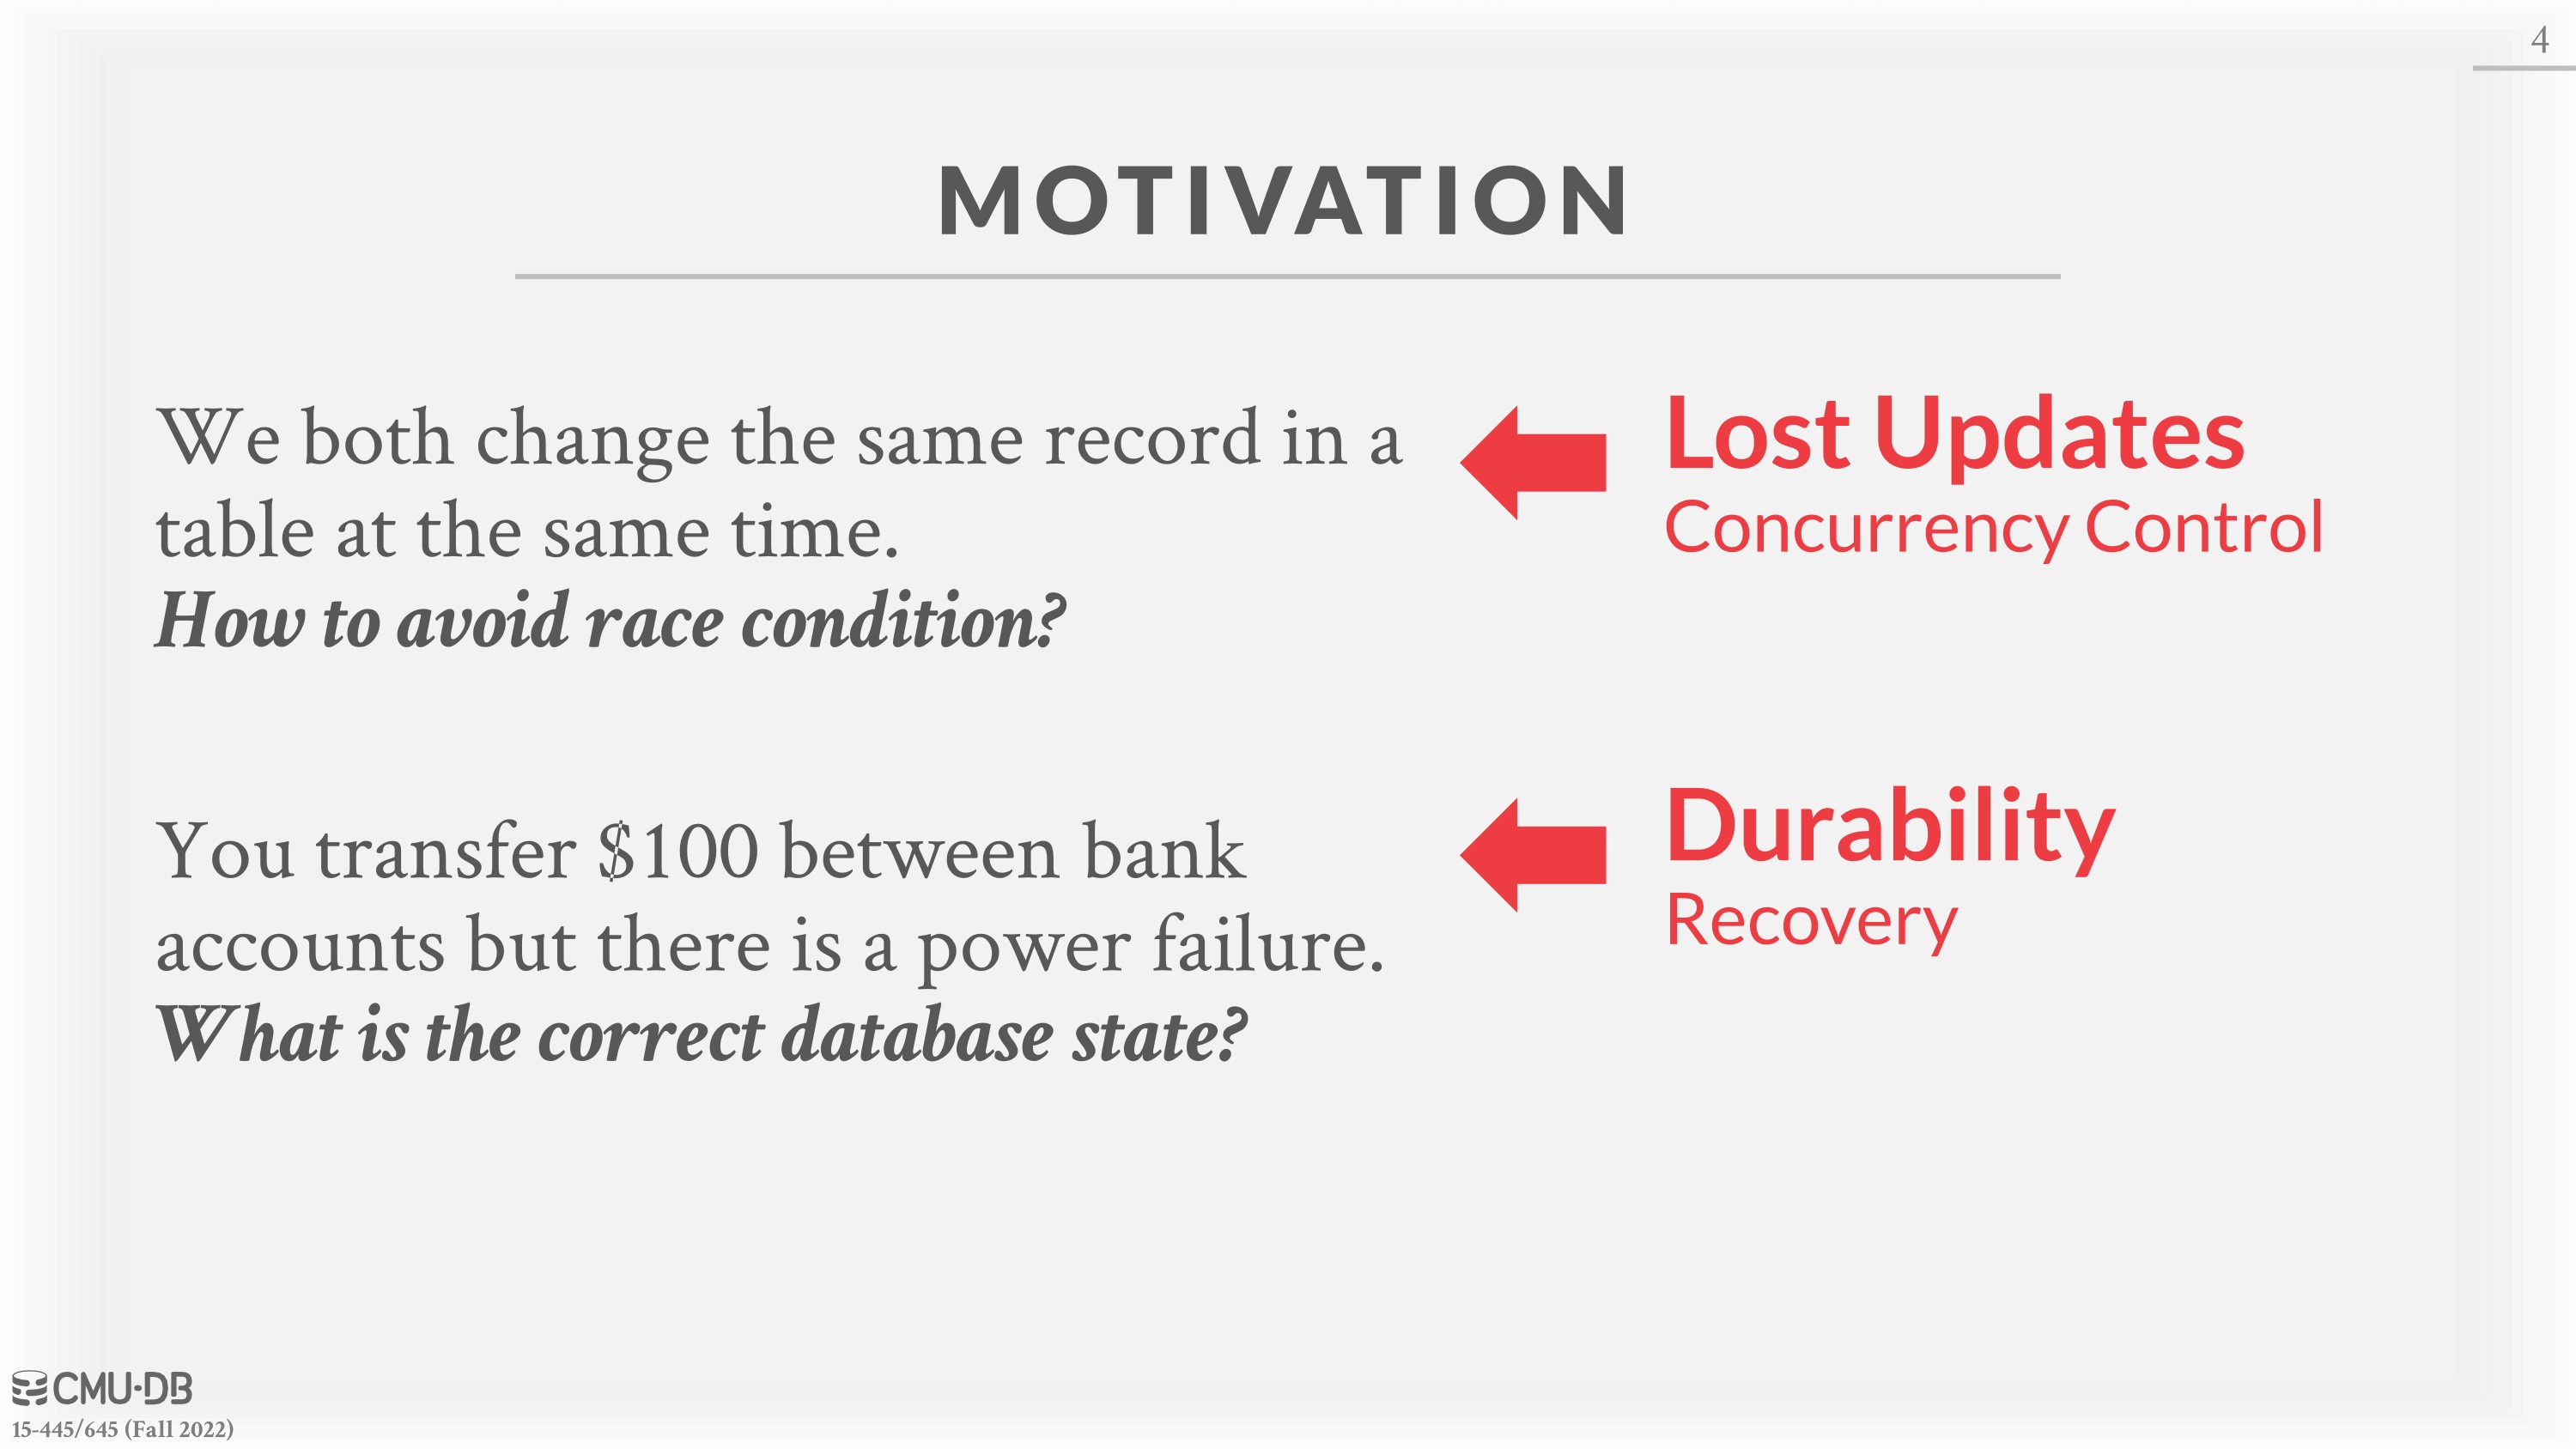 4
MOTIVATION
We both change the same record in a
table at the same time.
How to avoid race condition?
Lost Updates
Concurrency Control
You transfer $100 between bank
accounts but there is a power failure.
What is the correct database state?
Durability
Recovery
CMU·DB
15-445/645 (Fall 2022)